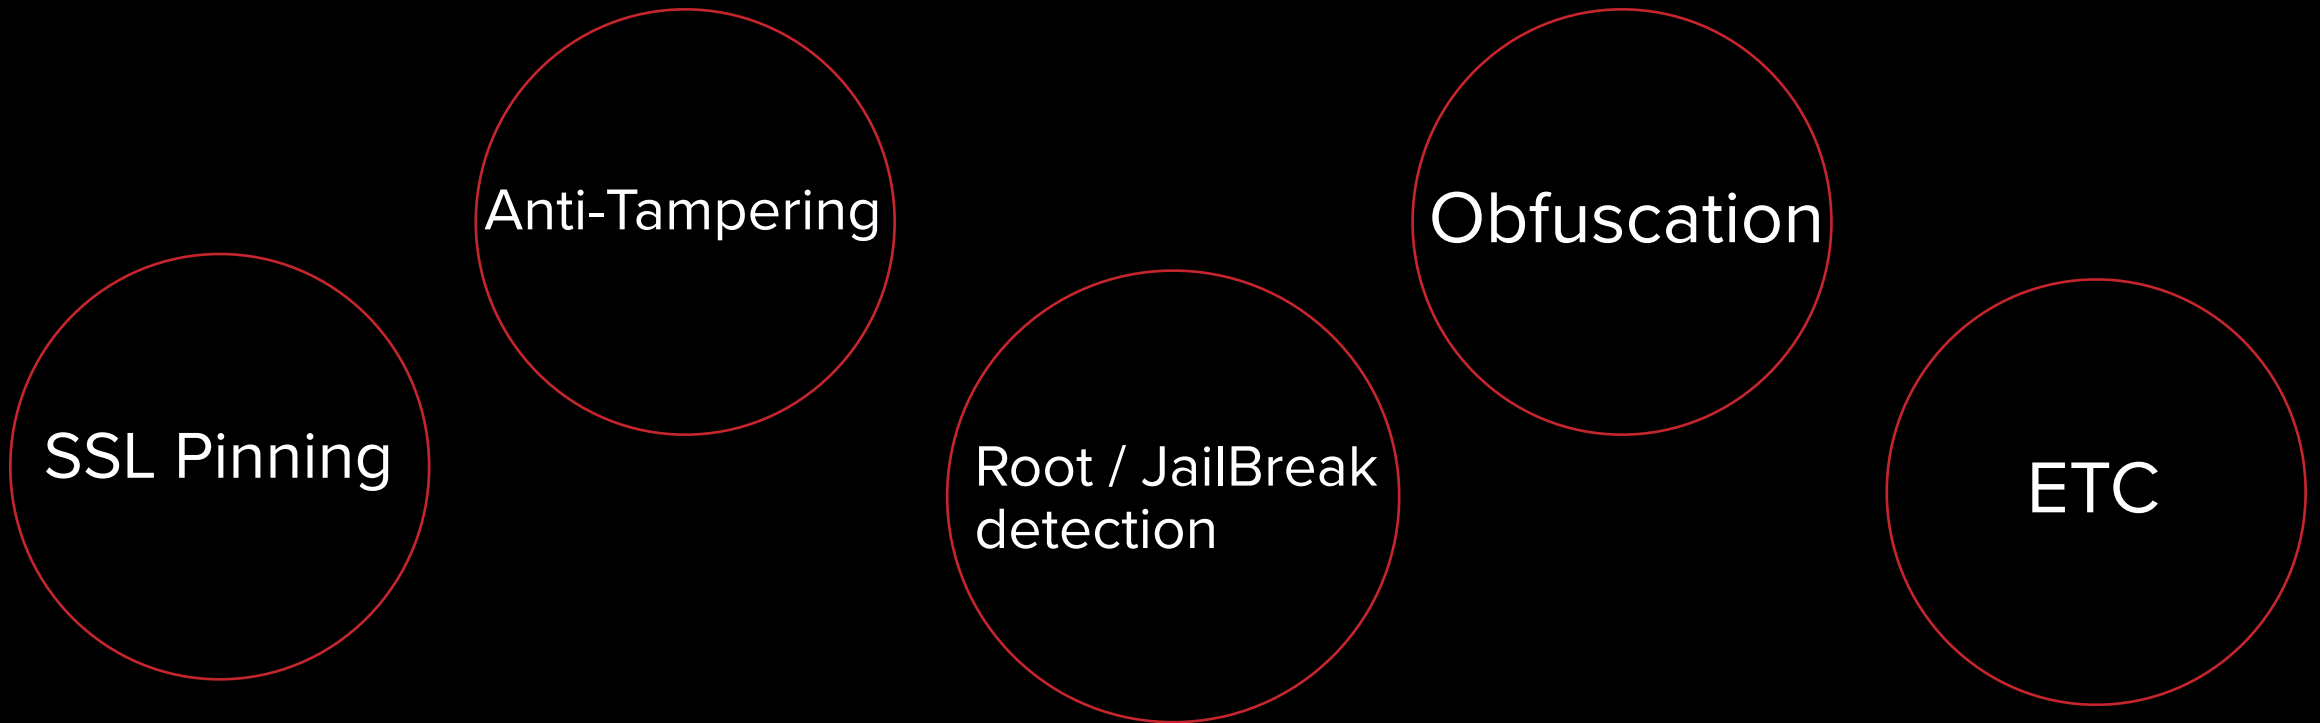 SSL Pinning
Anti-Tampering
Root / JailBreak
detection
Obfuscation
ETC